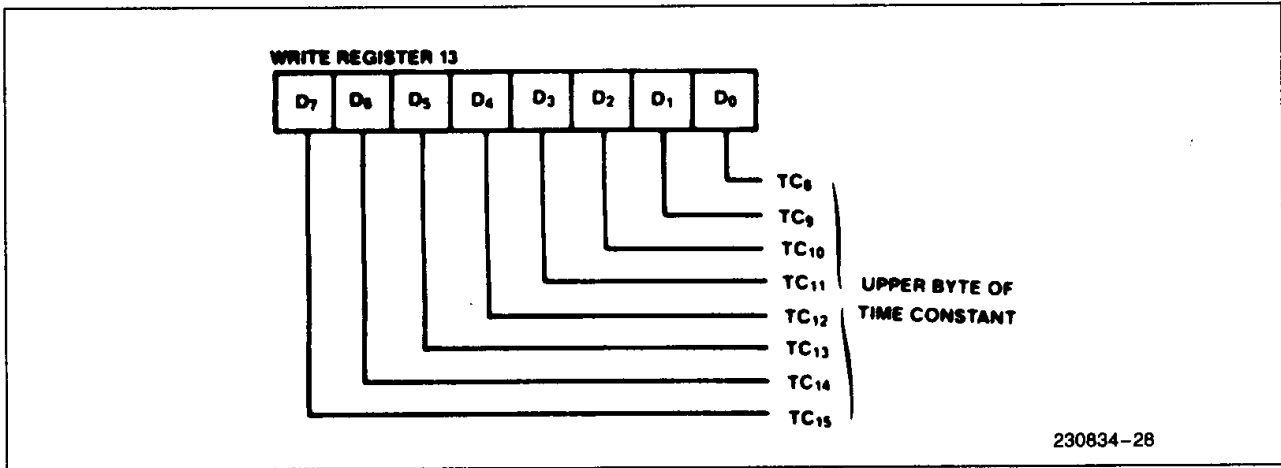 WRITE REGISTER 13
D₇ D₆ D₅ D₄ D₃ D₂ D₁ D₀
TC₈
TC₉
TC₁₀
TC₁₁
UPPER BYTE OF
TC₁₂
TIME CONSTANT
TC₁₃
TC₁₄
TC₁₅
230834-28